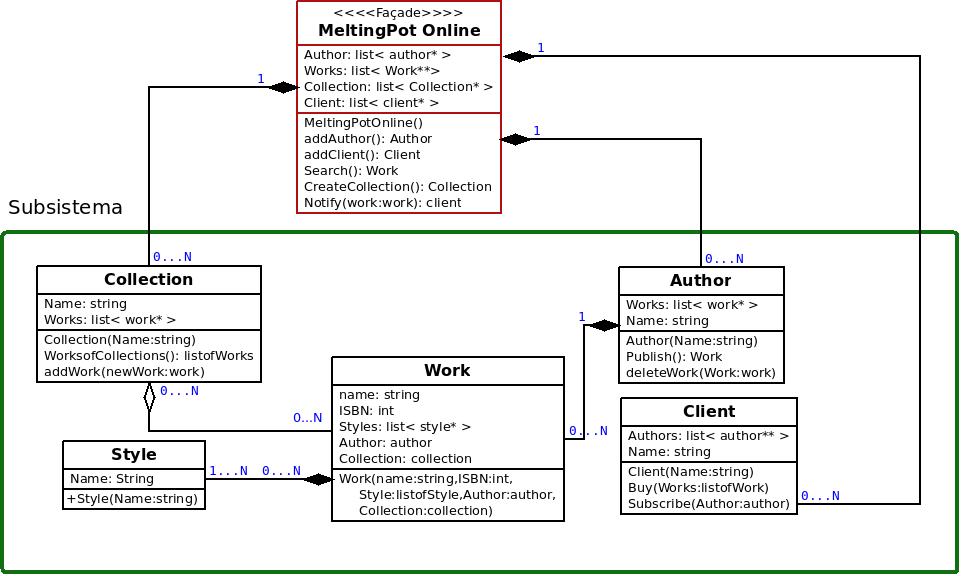 <<<<Façade>>>>
MeltingPot Online
Author: list< author* >
Works: list< Work**>
Collection: list< Collection* >
Client: list< client* >
MeltingPotOnline()
addAuthor(): Author
addClient(): Client
Search(): Work
CreateCollection(): Collection
Notify(work:work): client
1
1
1
Subsistema
0...N
0...N
Collection
Name: string
Works: list< work* >
Collection(Name:string)
WorksofCollections(): listofWorks
addWork(newWork:work)
0...N
0...N
Author
Works: list< work* >
Name: string
Author(Name:string)
Publish(): Work
deleteWork(Work:work)
1
0...N
Work
name: string
ISBN: int
Styles: list< style* >
Author: author
Collection: collection
Work(name:string,ISBN:int,
Style:listofStyle,Author:author,
Collection:collection)
Client
Authors: list< author** >
Name: string
Client(Name:string)
Buy(Works:listofWork)
Subscribe(Author:author)
0...N
Style
Name: String
+Style(Name:string)
1...N 0...N